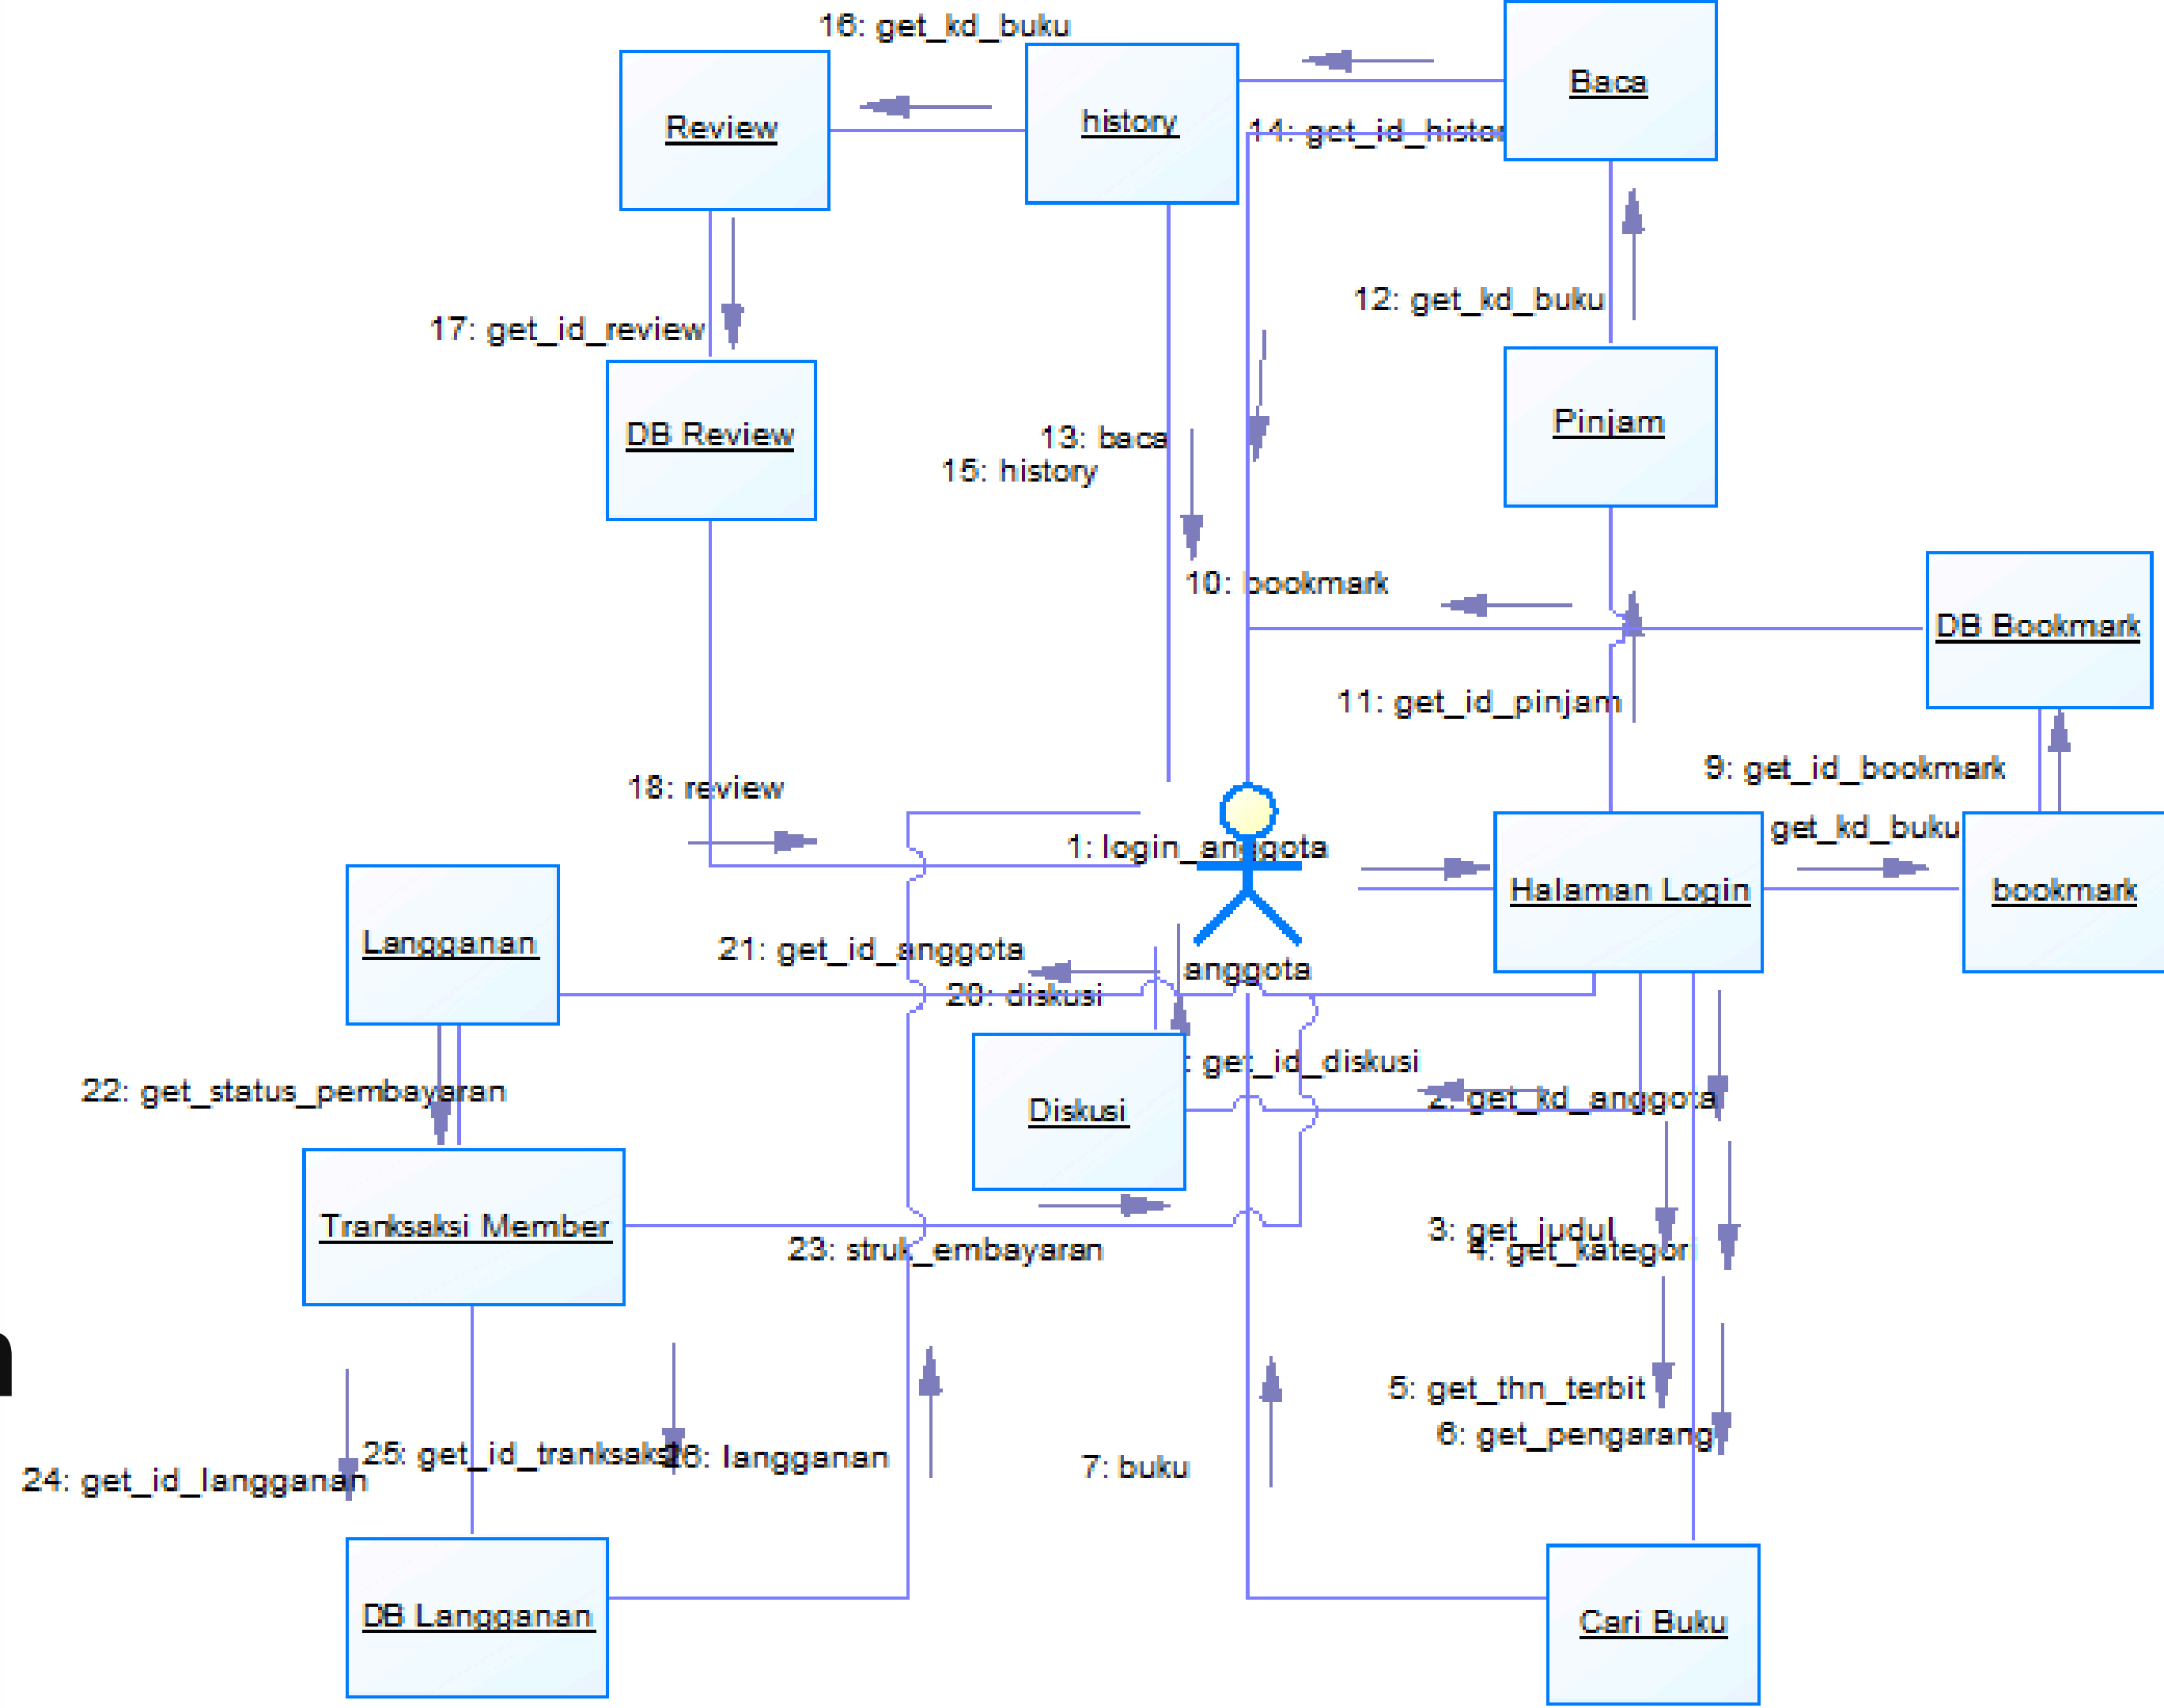 16: get_kd_buku
Baca
Review
history
14: get_id_histor
12: get_kd_buku
17: get_id_review
Pinjam
DB Review
13: baca
15: history
10: bookmark
DB Bookmark
11: get_id_pinjam
9: get_id_bookmark
18: review
get_kd_buku
1: login_anggota
Halaman Login
bookmark
Langganan
21: get_id_anggota
anggota
20: diskusi
: get_id_diskusi
22: get_status_pembayaran
2: get_kd_anggota
Diskusi
Tranksaksi Member
3: get_judul
23: struk_embayaran
4: get_kategori
5: get_thn_terbit
6: get_pengarang
25: get_id_tranksaksi
26: langganan
7: buku
24: get_id_langganan
DB Langganan
Cari Buku